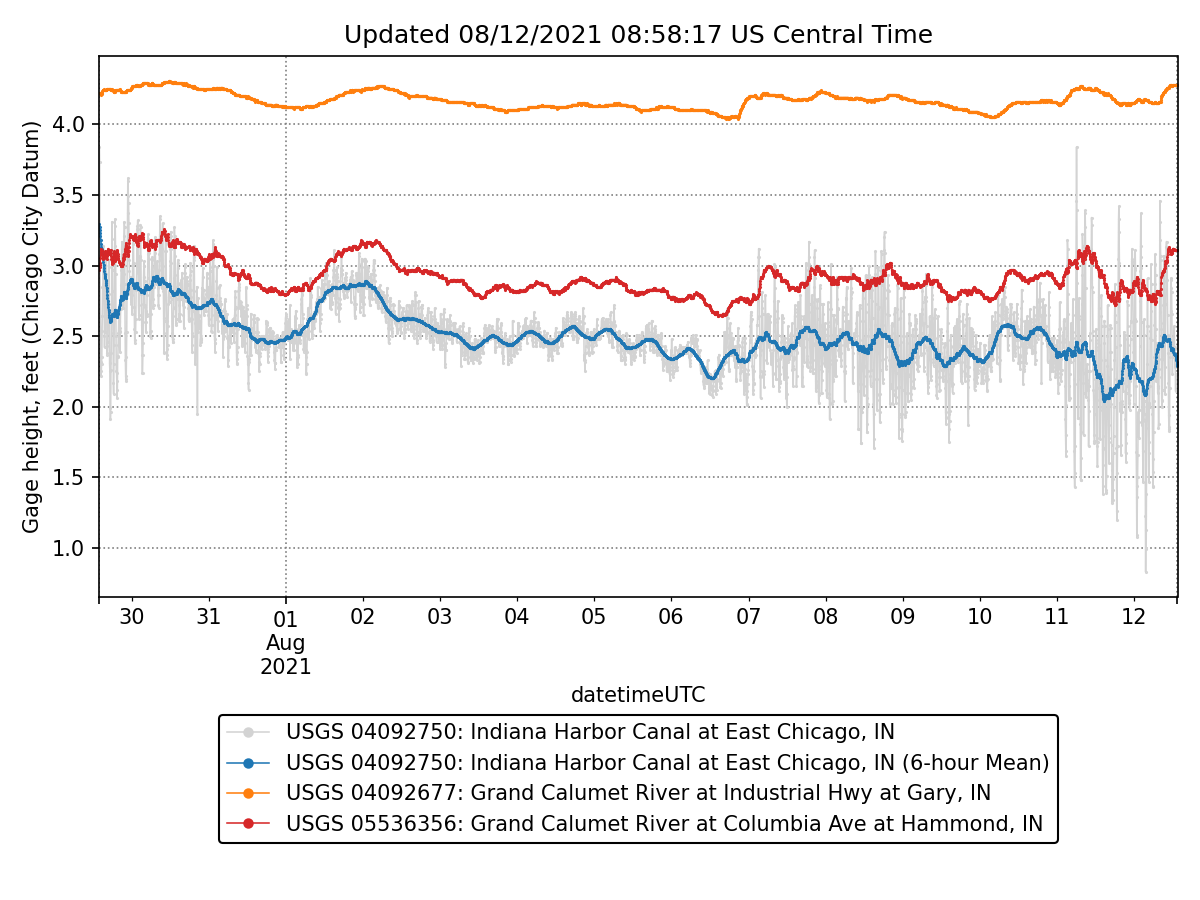 Updated 08/12/2021 08:58:17 US Central Time
Gage height, feet (Chicago City Datum)
4.0
3.5
3.0
2.5
2.0
1.5
1.0
30 31 01 02 03 04 05 06 07 08 09 10 11 12
Aug
2021
datetimeUTC
USGS 04092750: Indiana Harbor Canal at East Chicago, IN
USGS 04092750: Indiana Harbor Canal at East Chicago, IN (6-hour Mean)
USGS 04092677: Grand Calumet River at Industrial Hwy at Gary, IN
USGS 05536356: Grand Calumet River at Columbia Ave at Hammond, IN